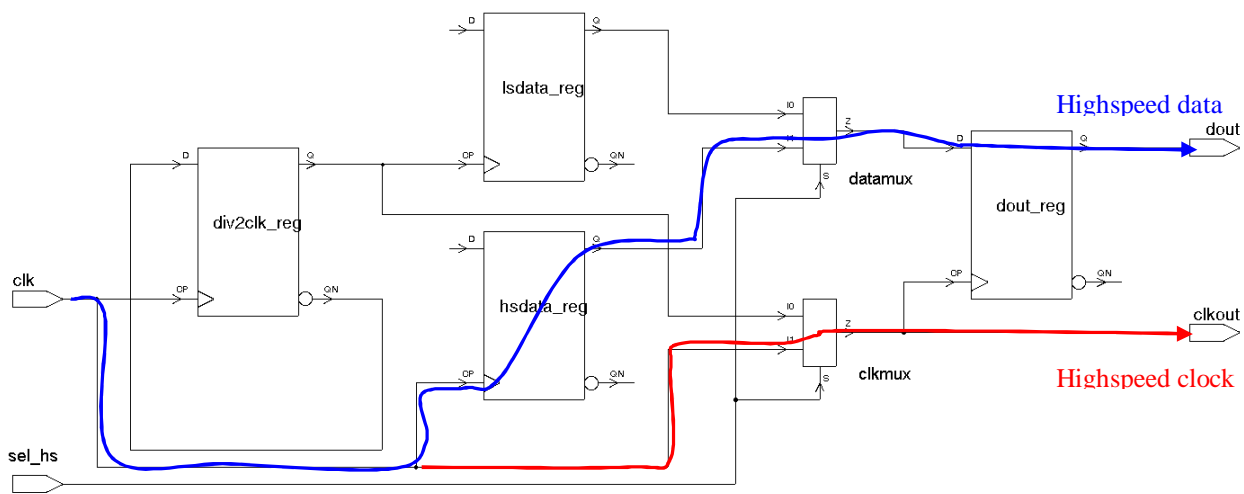 D
Q
lsdata_reg
CP
QN
Highspeed data
dout
I0
Z
I1
S
datamux
D
Q
dout_reg
CP
QN
D
Q
div2clk_reg
CP
QN
clk
D
Q
hsdata_reg
CP
QN
I0
Z
I1
S
clkmux
clkout
Highspeed clock
sel_hs